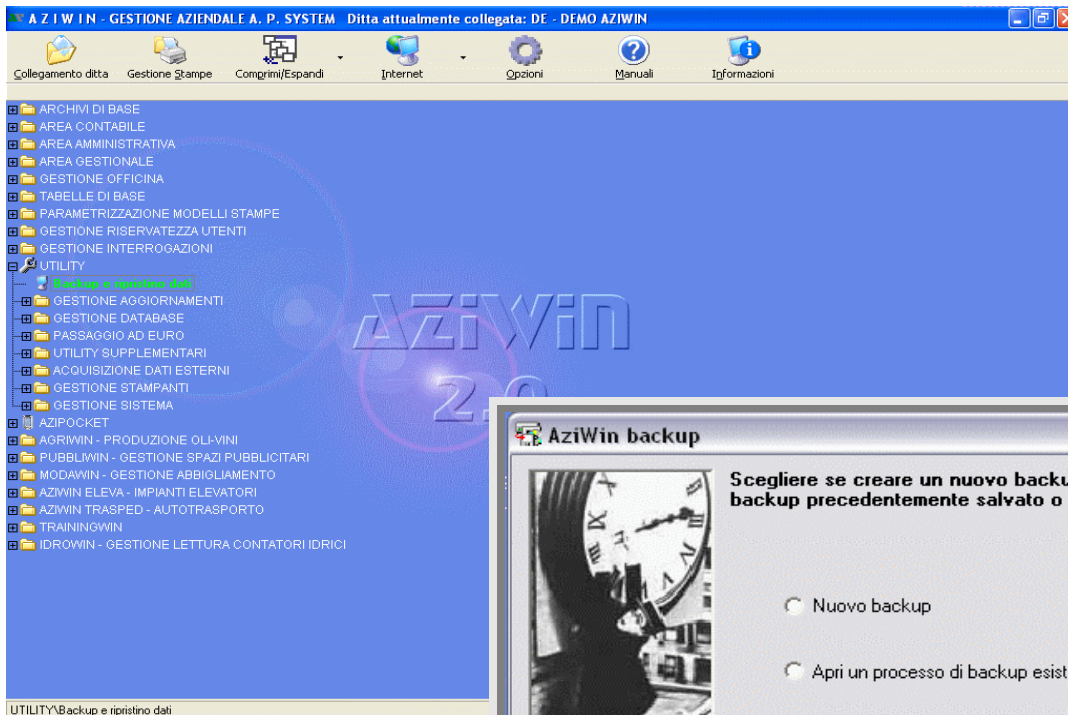 A Z I W I N - GESTIONE AZIENDALE A. P. SYSTEM Ditta attualmente collegata: DE - DEMO AZIWIN
Collegamento ditta Gestione Stampe Comprimi/Espandi Internet Opzioni Manuali Informazioni
ARCHIVI DI BASE
AREA CONTABILE
AREA AMMINISTRATIVA
AREA GESTIONALE
GESTIONE OFFICINA
TABELLE DI BASE
PARAMETRIZZAZIONE MODELLI STAMPE
GESTIONE RISERVATEZZA UTENTI
GESTIONE INTERROGAZIONI
UTILITY
Backup e ripristino dati
GESTIONE AGGIORNAMENTI
GESTIONE DATABASE
PASSAGGIO AD EURO
UTILITY SUPPLEMENTARI
ACQUISIZIONE DATI ESTERNI
GESTIONE STAMPANTI
GESTIONE SISTEMA
AZIPOCKET
AGRIWIN - PRODUZIONE OLI-VINI
PUBBLIWIN - GESTIONE SPAZI PUBBLICITARI
MODAWIN - GESTIONE ABBIGLIAMENTO
AZIWIN ELEVA - IMPIANTI ELEVATORI
AZIWIN TRASPED - AUTOTRASPORTO
TRAININGWIN
IDROWIN - GESTIONE LETTURA CONTATORI IDRICI
AziWin
2.0
AziWin backup
Scegliere se creare un nuovo backu
backup precedentemente salvato o
Nuovo backup
Apri un processo di backup esist
UTILITY\Backup e ripristino dati